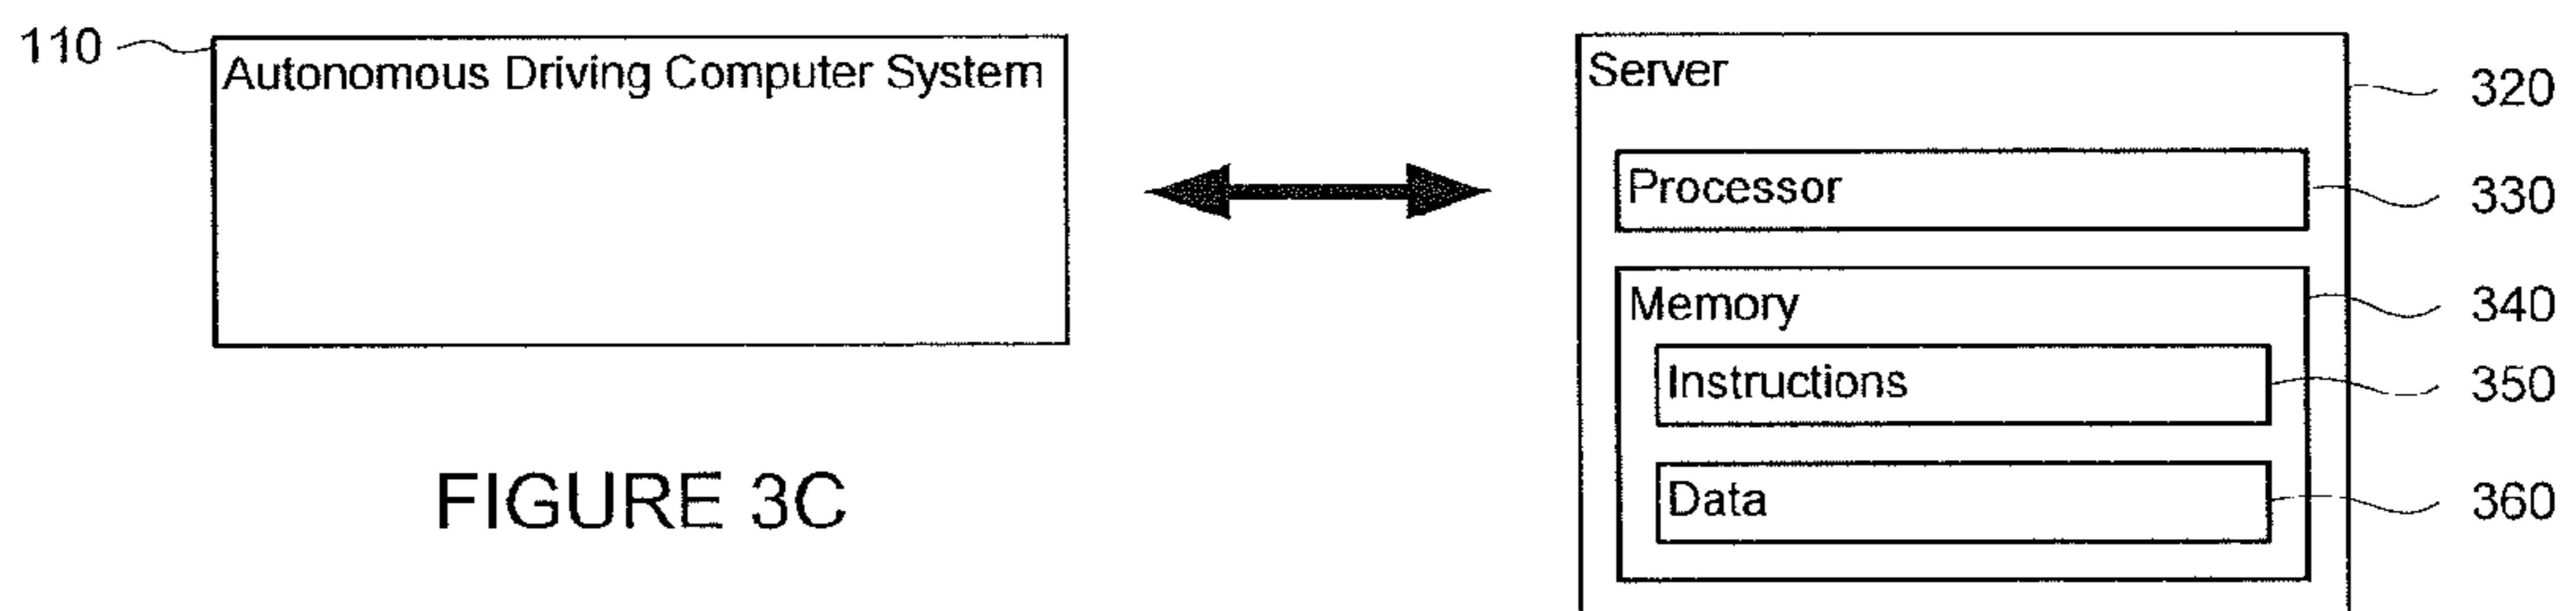 110
Autonomous Driving Computer System
Server
320
Processor
330
Memory
340
Instructions
350
Data
360
FIGURE 3C